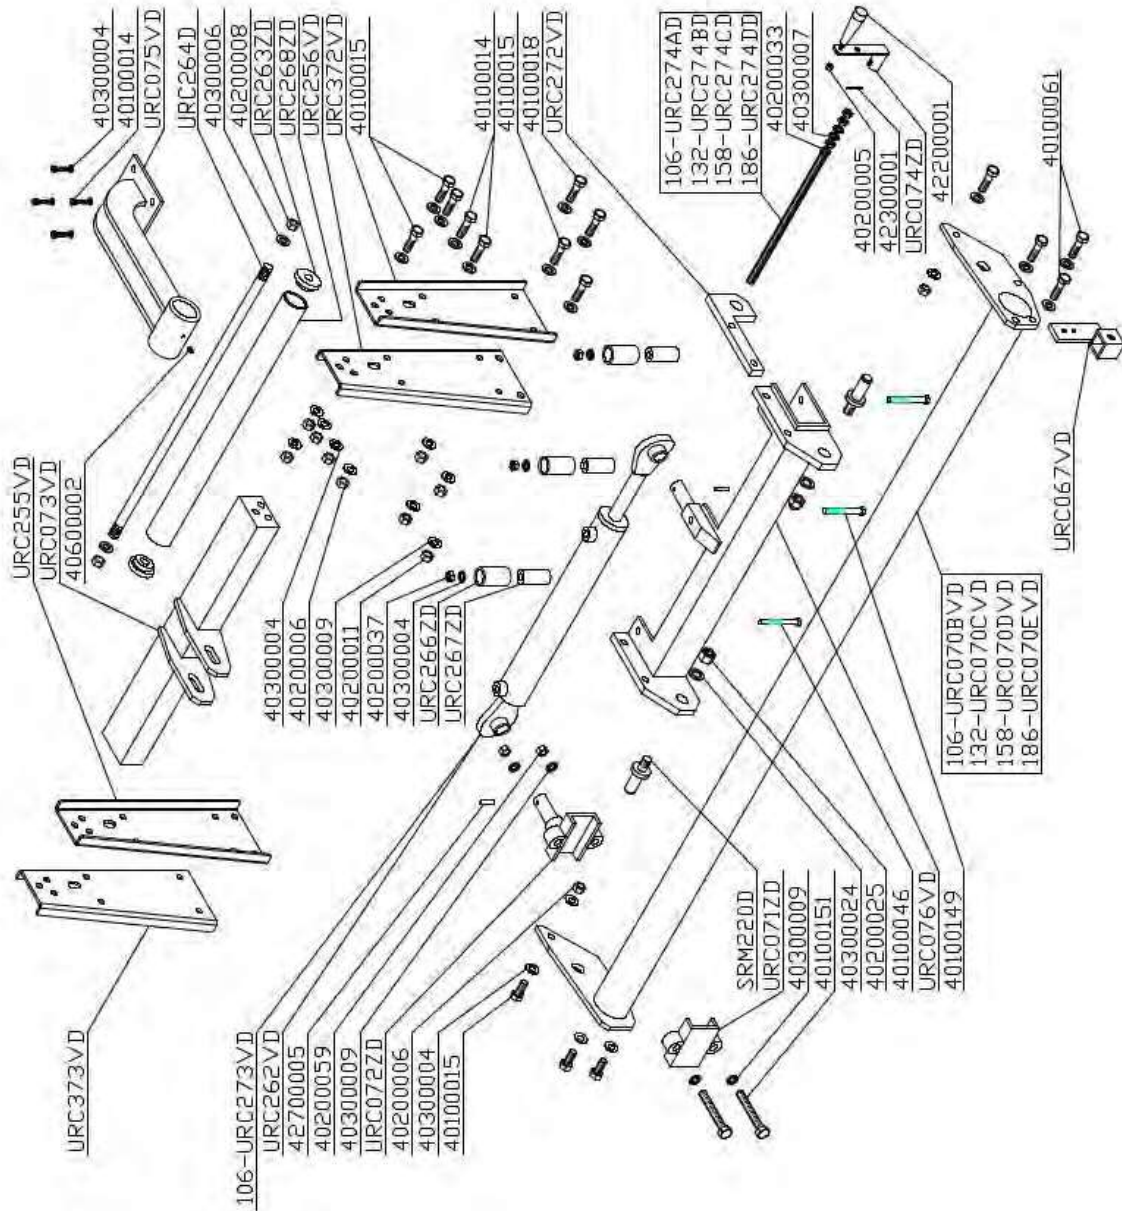 40300004
40100014
URC075VD
URC264D
40300006
40200008
URC263ZD
URC268ZD
URC256VD
URC372VD
40100015
40100014
40100015
40100018
URC272VD
106-URC274AD
132-URC274BD
158-URC274CD
186-URC274DD
40200033
40300007
40200005
42300001
URC074ZD
42200001
40100061
URC255VD
URC073VD
40600002
40300004
40200006
40300009
40200011
40200037
40300004
URC266ZD
URC267ZD
URC067VD
106-URC070BVD
132-URC070CVD
158-URC070DVD
186-URC070EVD
URC373VD
106-URC273VD
URC262VD
42700005
40200059
40300009
URC072ZD
40200006
40300004
40100015
SRM220D
URC071ZD
40300009
40100151
40300024
40200025
40100046
URC076VD
40100149